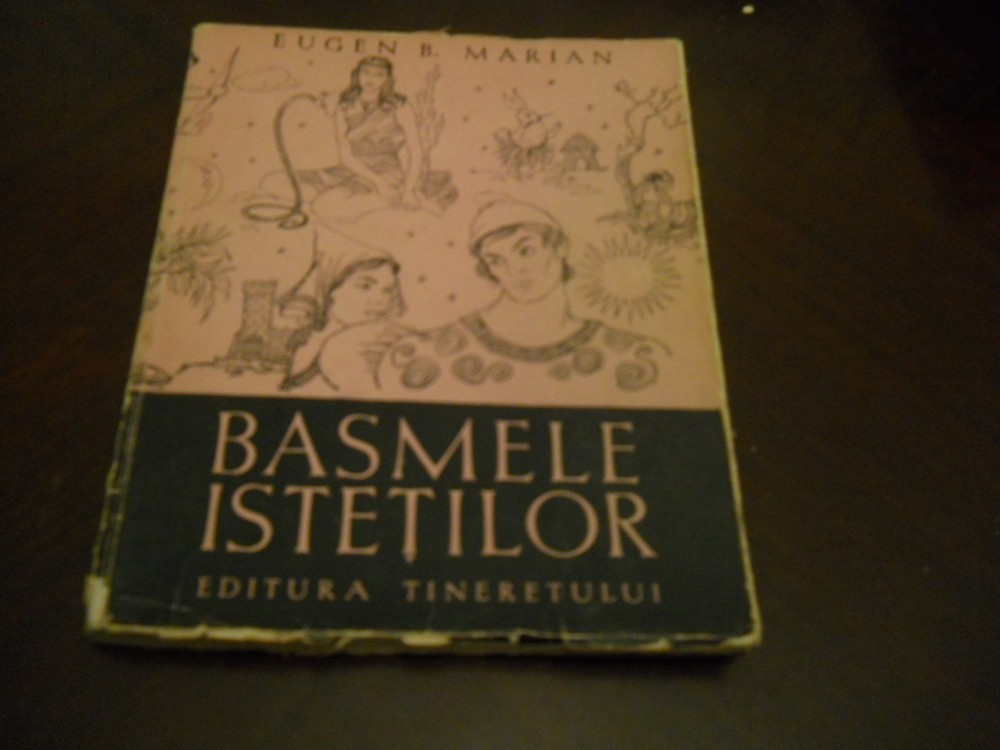 EUGEN B. MARIAN
BASMELE
ISTEȚILOR
EDITURA TINERETULUI